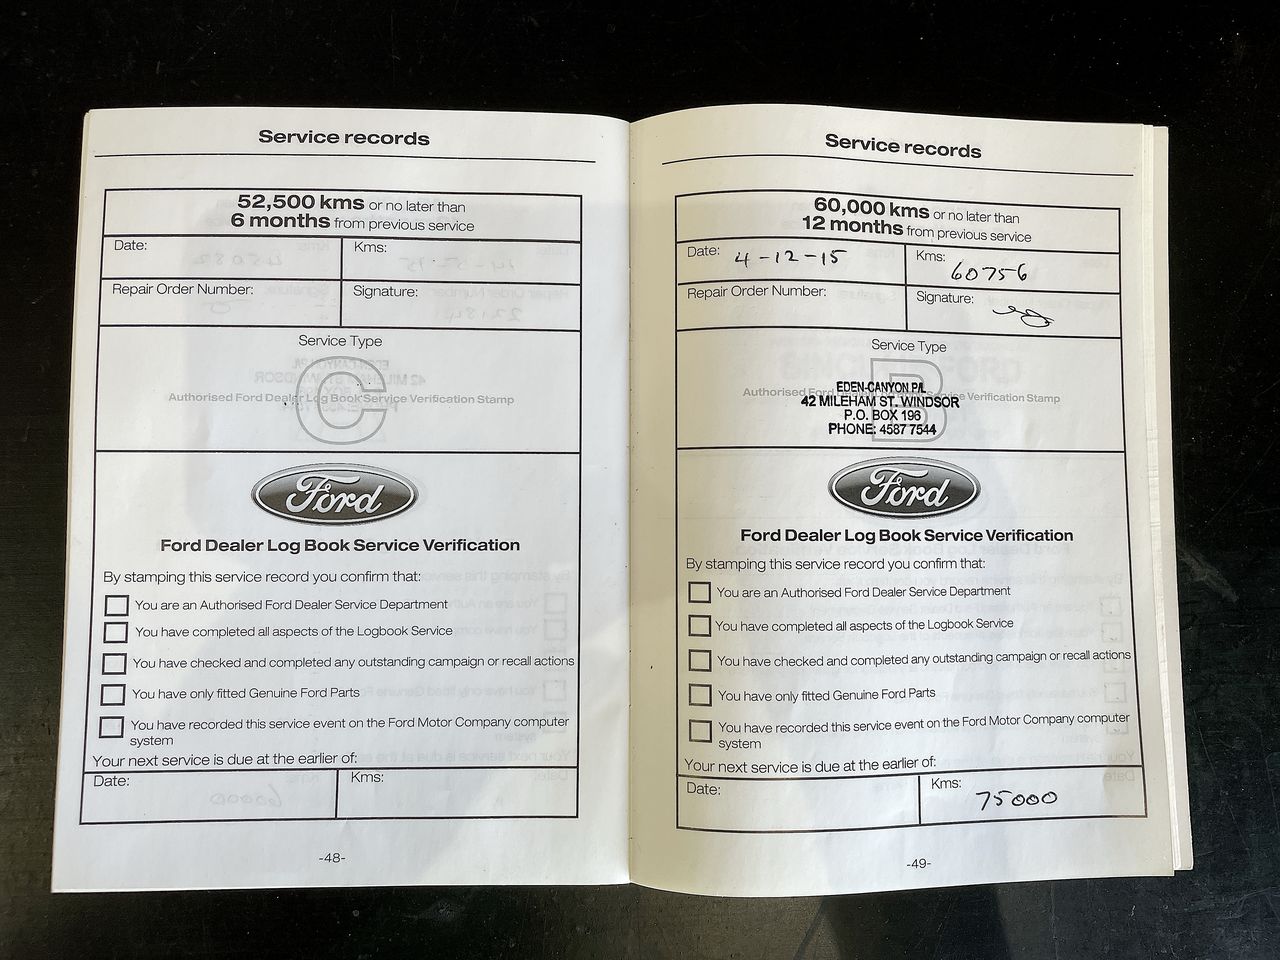 Service records
52,500 kms or no later than
6 months from previous service
Date:
Kms:
Repair Order Number:
Signature:
Service Type
C
Authorised Ford Dealer Log Book Service Verification Stamp
Ford
Ford Dealer Log Book Service Verification
By stamping this service record you confirm that:
You are an Authorised Ford Dealer Service Department
You have completed all aspects of the Logbook Service
You have checked and completed any outstanding campaign or recall actions
You have only fitted Genuine Ford Parts
You have recorded this service event on the Ford Motor Company computer
system
Your next service is due at the earlier of:
Date:
Kms:
-48-
Service records
60,000 kms or no later than
12 months from previous service
Date: 4-12-15
Kms: 60756
Repair Order Number:
Signature:
Service Type
B
Authorised Ford Dealer Log Book Service Verification Stamp
EDEN-CANYON P/L
42 MILEHAM ST. WINDSOR
P.O. BOX 196
PHONE: 4587 7544
Ford
Ford Dealer Log Book Service Verification
By stamping this service record you confirm that:
You are an Authorised Ford Dealer Service Department
You have completed all aspects of the Logbook Service
You have checked and completed any outstanding campaign or recall actions
You have only fitted Genuine Ford Parts
You have recorded this service event on the Ford Motor Company computer
system
Your next service is due at the earlier of:
Date:
Kms: 75000
-49-